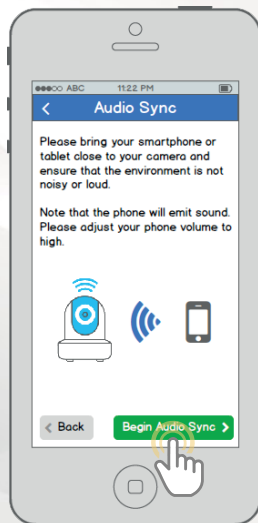 ABC 11:22 PM
< Audio Sync
Please bring your smartphone or
tablet close to your camera and
ensure that the environment is not
noisy or loud.
Note that the phone will emit sound.
Please adjust your phone volume to
high.
< Back Begin Audio Sync >